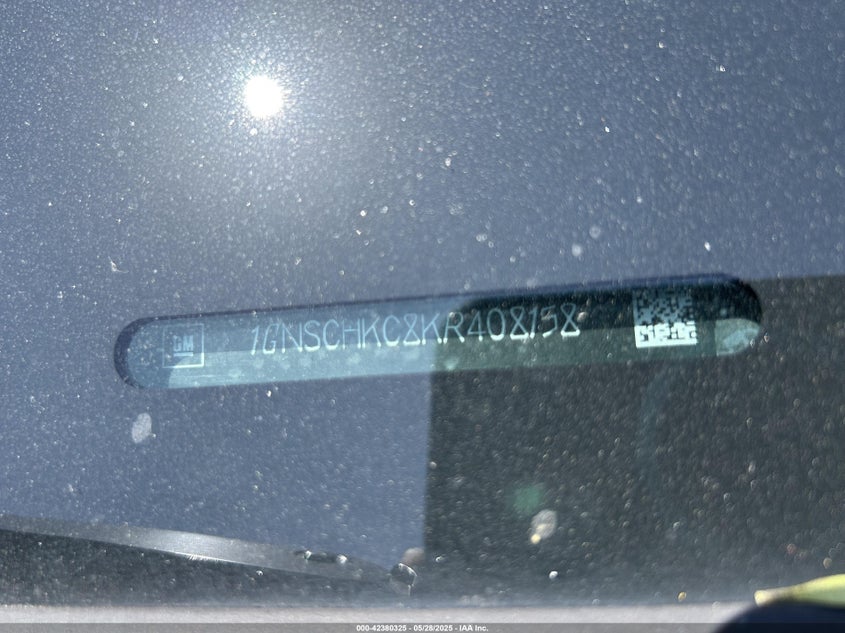 GM 1GNSCHKC8KR408158
000-42380325 - 05/28/2025 - IAA Inc.